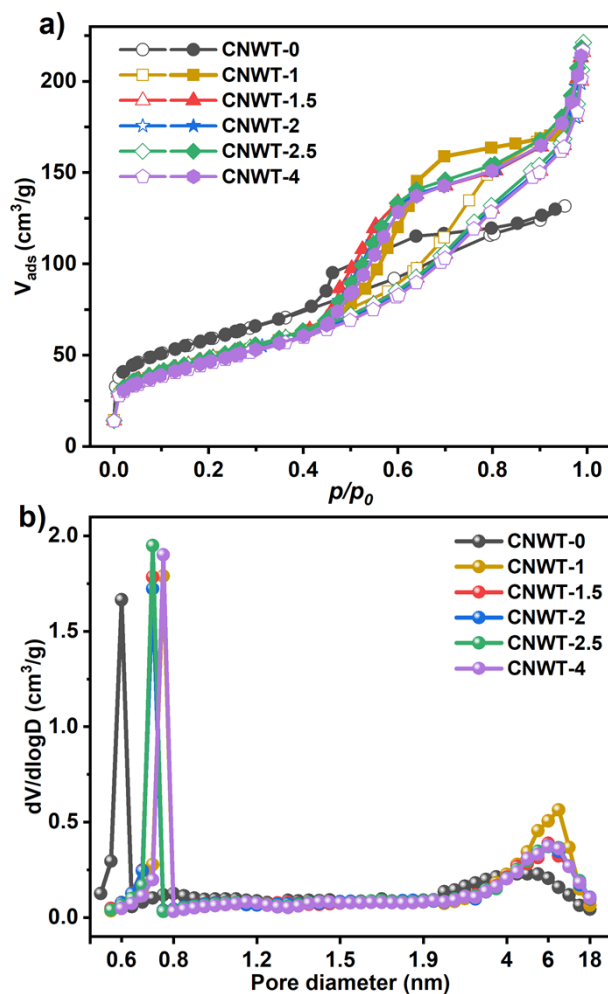 a)
CNWT-0
CNWT-1
CNWT-1.5
CNWT-2
CNWT-2.5
CNWT-4
200
150
100
50
0
V_ads (cm³/g)
0.0 0.2 0.4 0.6 0.8 1.0
p/p₀
b)
2.0
1.5
1.0
0.5
0.0
dV/dlogD (cm³/g)
CNWT-0
CNWT-1
CNWT-1.5
CNWT-2
CNWT-2.5
CNWT-4
0.6 0.8 1.2 1.5 1.9 4 6 18
Pore diameter (nm)